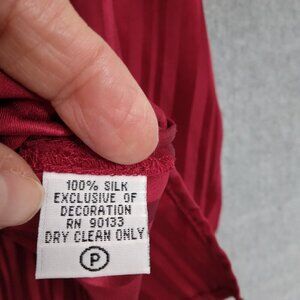 100% SILK
EXCLUSIVE OF
DECORATION
RN 90133
DRY CLEAN ONLY
P